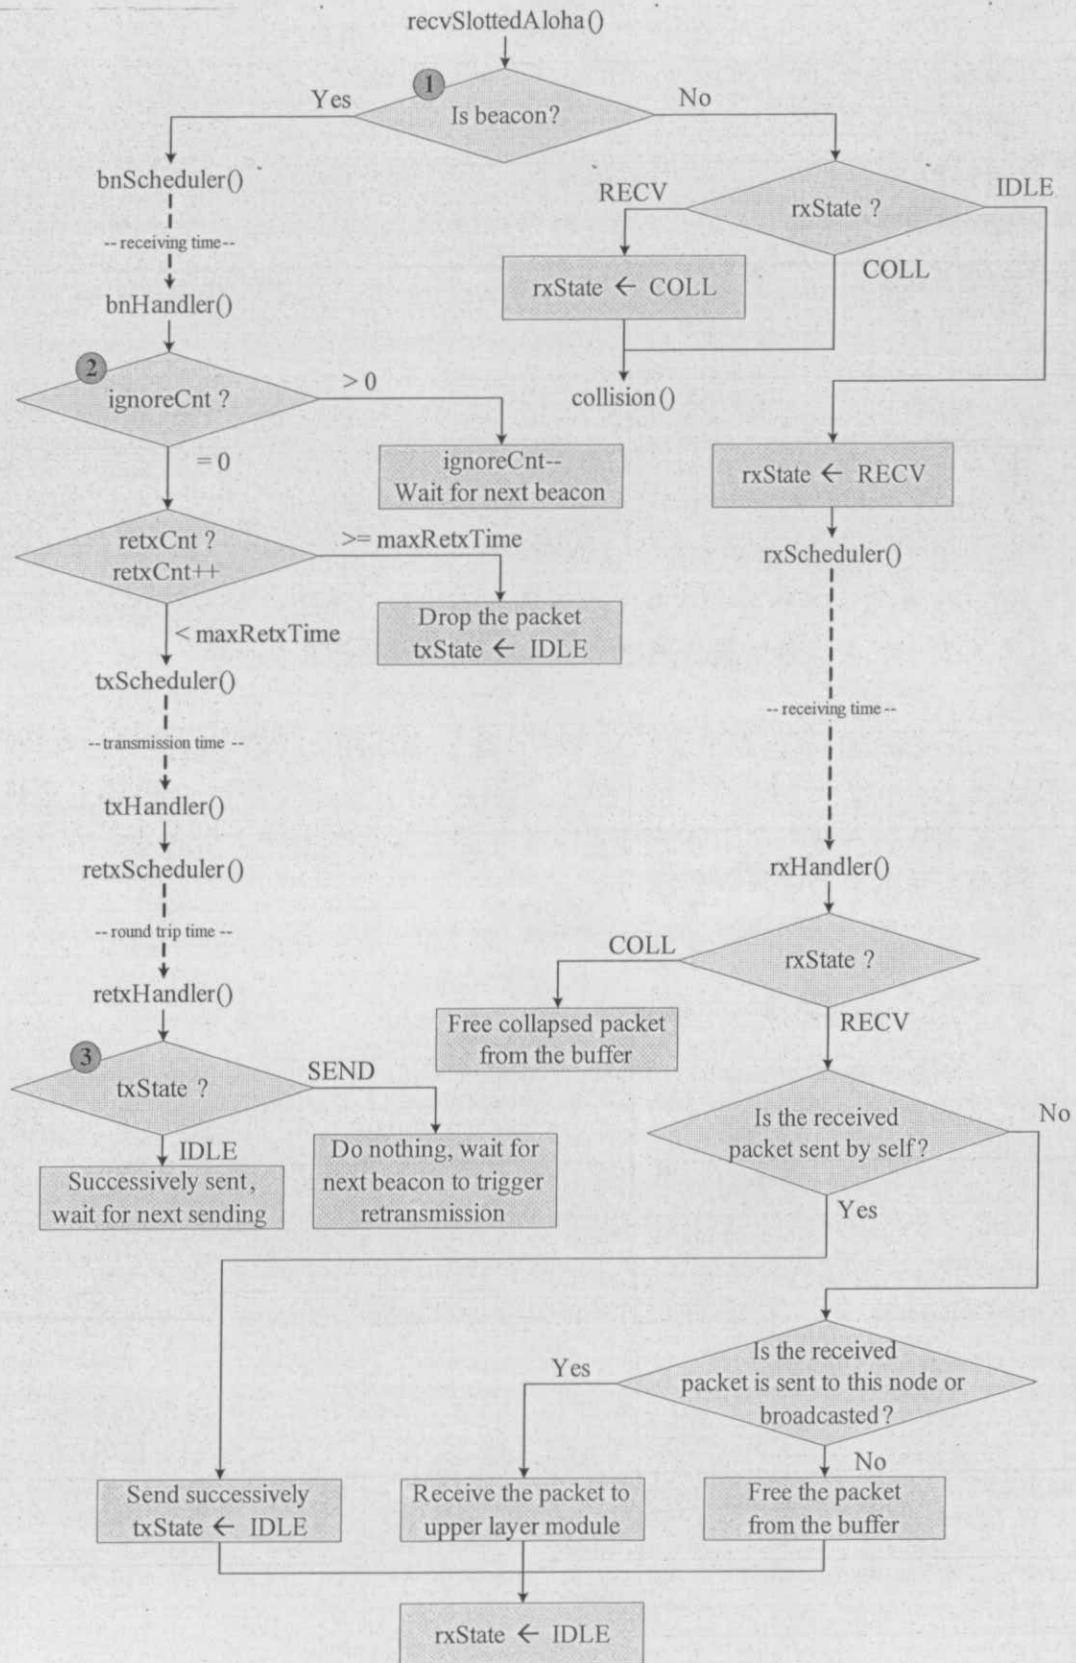 recvSlottedAloha()
1
Is beacon?
Yes
No
bnScheduler()
-- receiving time--
bnHandler()
2
ignoreCnt ?
> 0
= 0
ignoreCnt--
Wait for next beacon
retxCnt ?
retxCnt++
>= maxRetxTime
Drop the packet
txState ← IDLE
< maxRetxTime
txScheduler()
-- transmission time --
txHandler()
retxScheduler()
-- round trip time --
retxHandler()
3
txState ?
SEND
IDLE
Successively sent,
wait for next sending
Do nothing, wait for
next beacon to trigger
retransmission
rxState ?
RECV
IDLE
COLL
rxState ← COLL
collision()
rxState ← RECV
rxScheduler()
-- receiving time --
rxHandler()
rxState ?
COLL
RECV
Free collapsed packet
from the buffer
Is the received
packet sent by self?
No
Yes
Is the received
packet is sent to this node or
broadcasted?
Yes
No
Send successively
txState ← IDLE
Receive the packet to
upper layer module
Free the packet
from the buffer
rxState ← IDLE